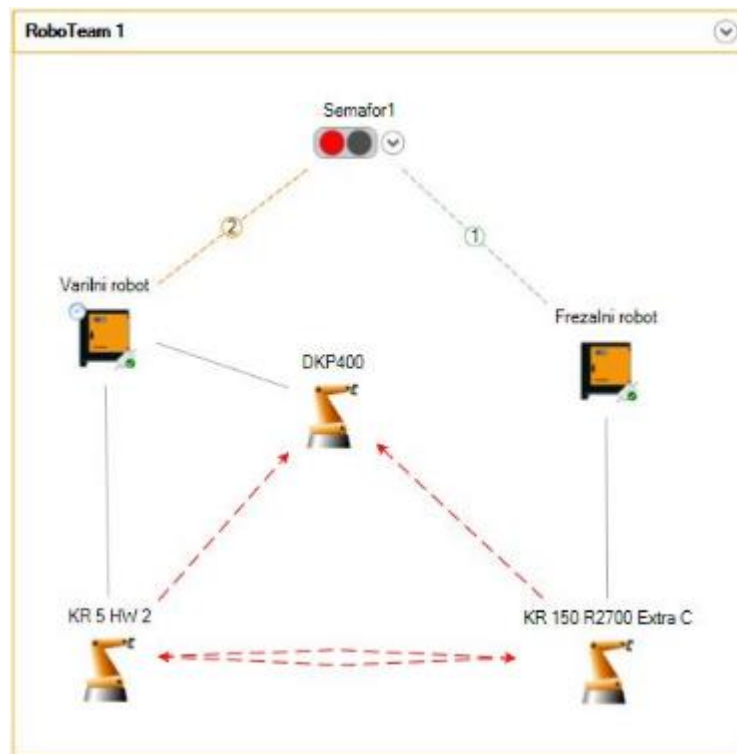 RoboTeam 1
Semafor1
2
1
Varilni robot
Frezalni robot
DKP400
KR 5 HW 2
KR 150 R2700 Extra C